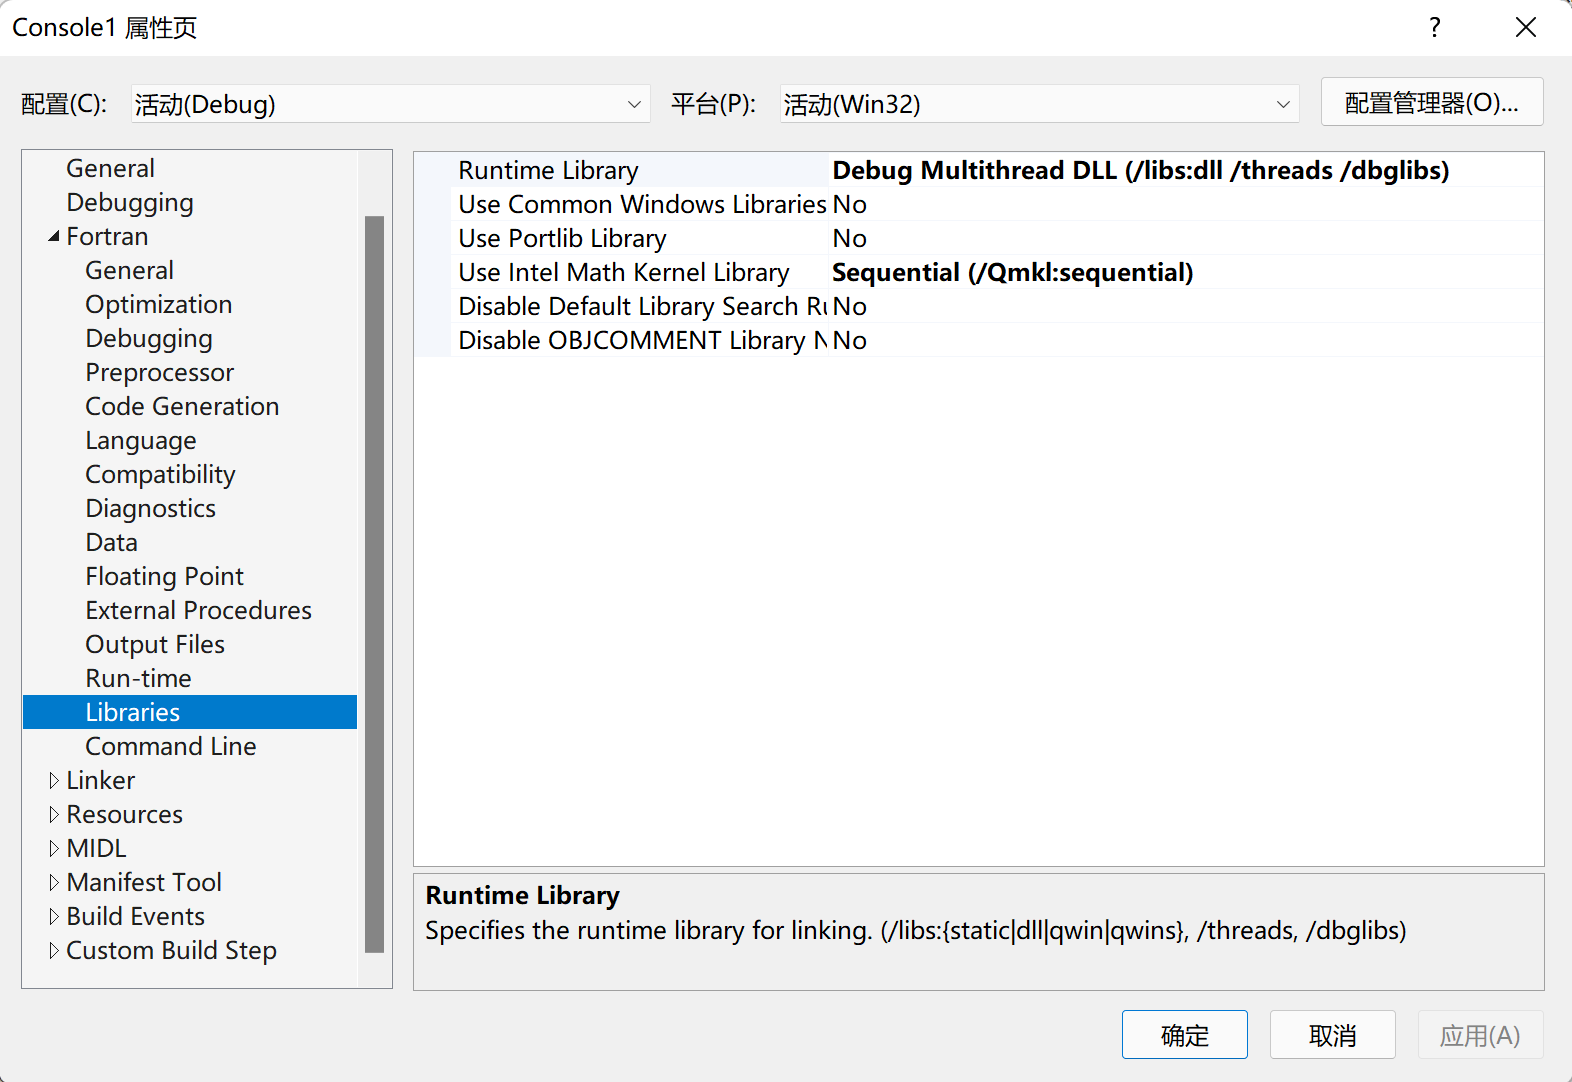 Console1 属性页
?
配置(C): 活动(Debug) 平台(P): 活动(Win32) 配置管理器(O)...
General
Debugging
Fortran
General
Optimization
Debugging
Preprocessor
Code Generation
Language
Compatibility
Diagnostics
Data
Floating Point
External Procedures
Output Files
Run-time
Libraries
Command Line
Linker
Resources
MIDL
Manifest Tool
Build Events
Custom Build Step
Runtime Library Debug Multithread DLL (/libs:dll /threads /dbglibs)
Use Common Windows Libraries No
Use Portlib Library No
Use Intel Math Kernel Library Sequential (/Qmkl:sequential)
Disable Default Library Search Ru No
Disable OBJCOMMENT Library N No
Runtime Library
Specifies the runtime library for linking. (/libs:{static|dll|qwin|qwins}, /threads, /dbglibs)
确定 取消 应用(A)